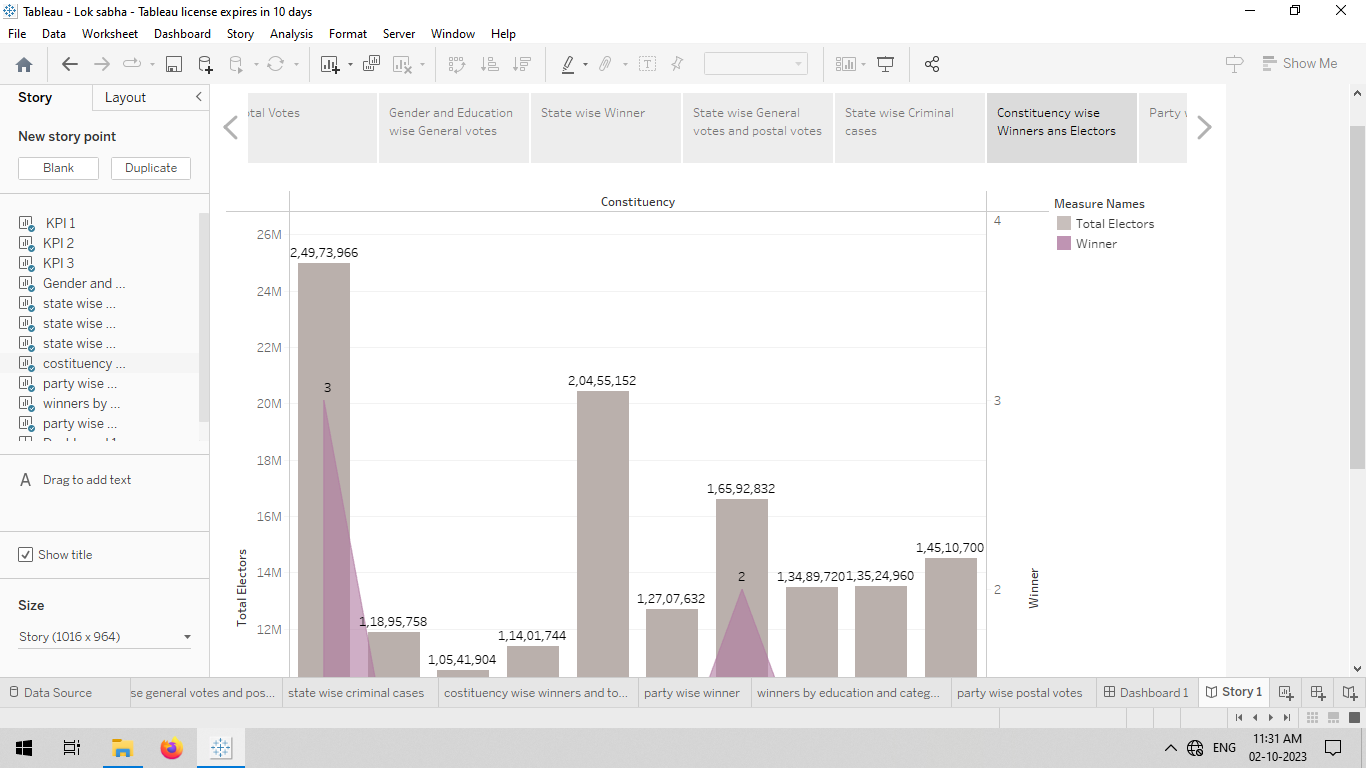 Tableau - Lok sabha - Tableau license expires in 10 days
File Data Worksheet Dashboard Story Analysis Format Server Window Help
Show Me
Story Layout
New story point
Blank Duplicate
KPI 1
KPI 2
KPI 3
Gender and ...
state wise ...
state wise ...
state wise ...
costituency ...
party wise ...
winners by ...
party wise ...
A Drag to add text
Show title
Size
Story (1016 x 964)
otal Votes
Gender and Education
wise General votes
State wise Winner
State wise General
votes and postal votes
State wise Criminal
cases
Constituency wise
Winners ans Electors
Party
Constituency
Measure Names
Total Electors
Winner
26M
24M
22M
20M
18M
16M
14M
12M
Total Electors
2,49,73,966
3
1,18,95,758
1,05,41,904
1,14,01,744
2,04,55,152
1,27,07,632
1,65,92,832
2
1,34,89,720
1,35,24,960
1,45,10,700
4
3
2
Winner
Data Source
se general votes and pos...
state wise criminal cases
costituency wise winners and to...
party wise winner
winners by education and categ...
party wise postal votes
Dashboard 1
Story 1
ENG
11:31 AM
02-10-2023